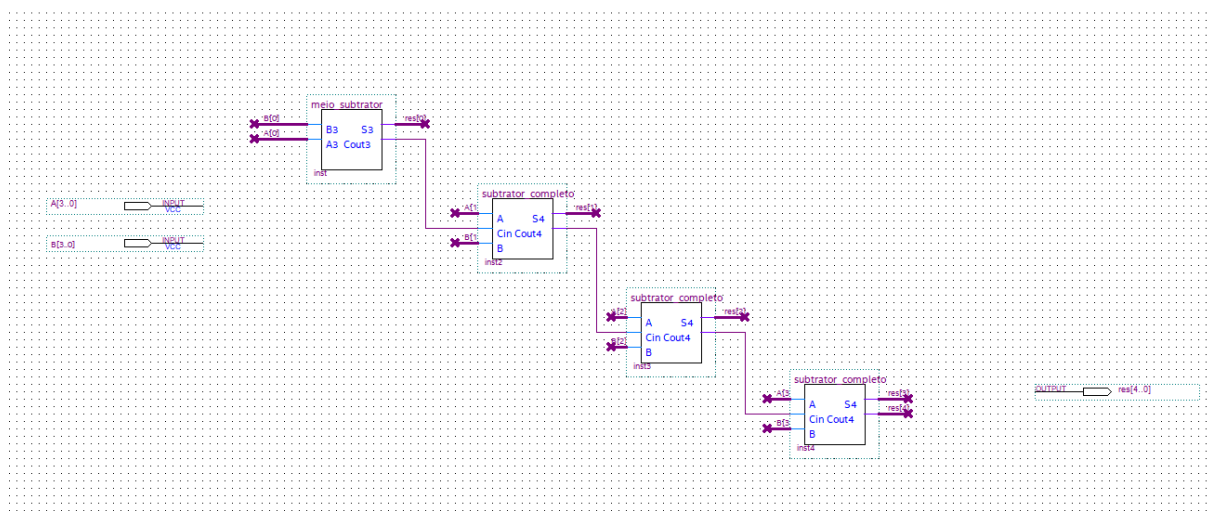 meio_subtrator
B[0]
A[0]
B3 S3
A3 Cout3
res[0]
inst
A[3..0] INPUT
VCC
B[3..0] INPUT
VCC
subtrator_completo
A[1
B[1
A S4
Cin Cout4
B
res[1]
inst2
subtrator_completo
A[2]
B[2]
A S4
Cin Cout4
B
res[2]
inst3
subtrator_completo
A[3
B[3
A S4
Cin Cout4
B
res[3]
res[4]
inst4
OUTPUT res[4..0]